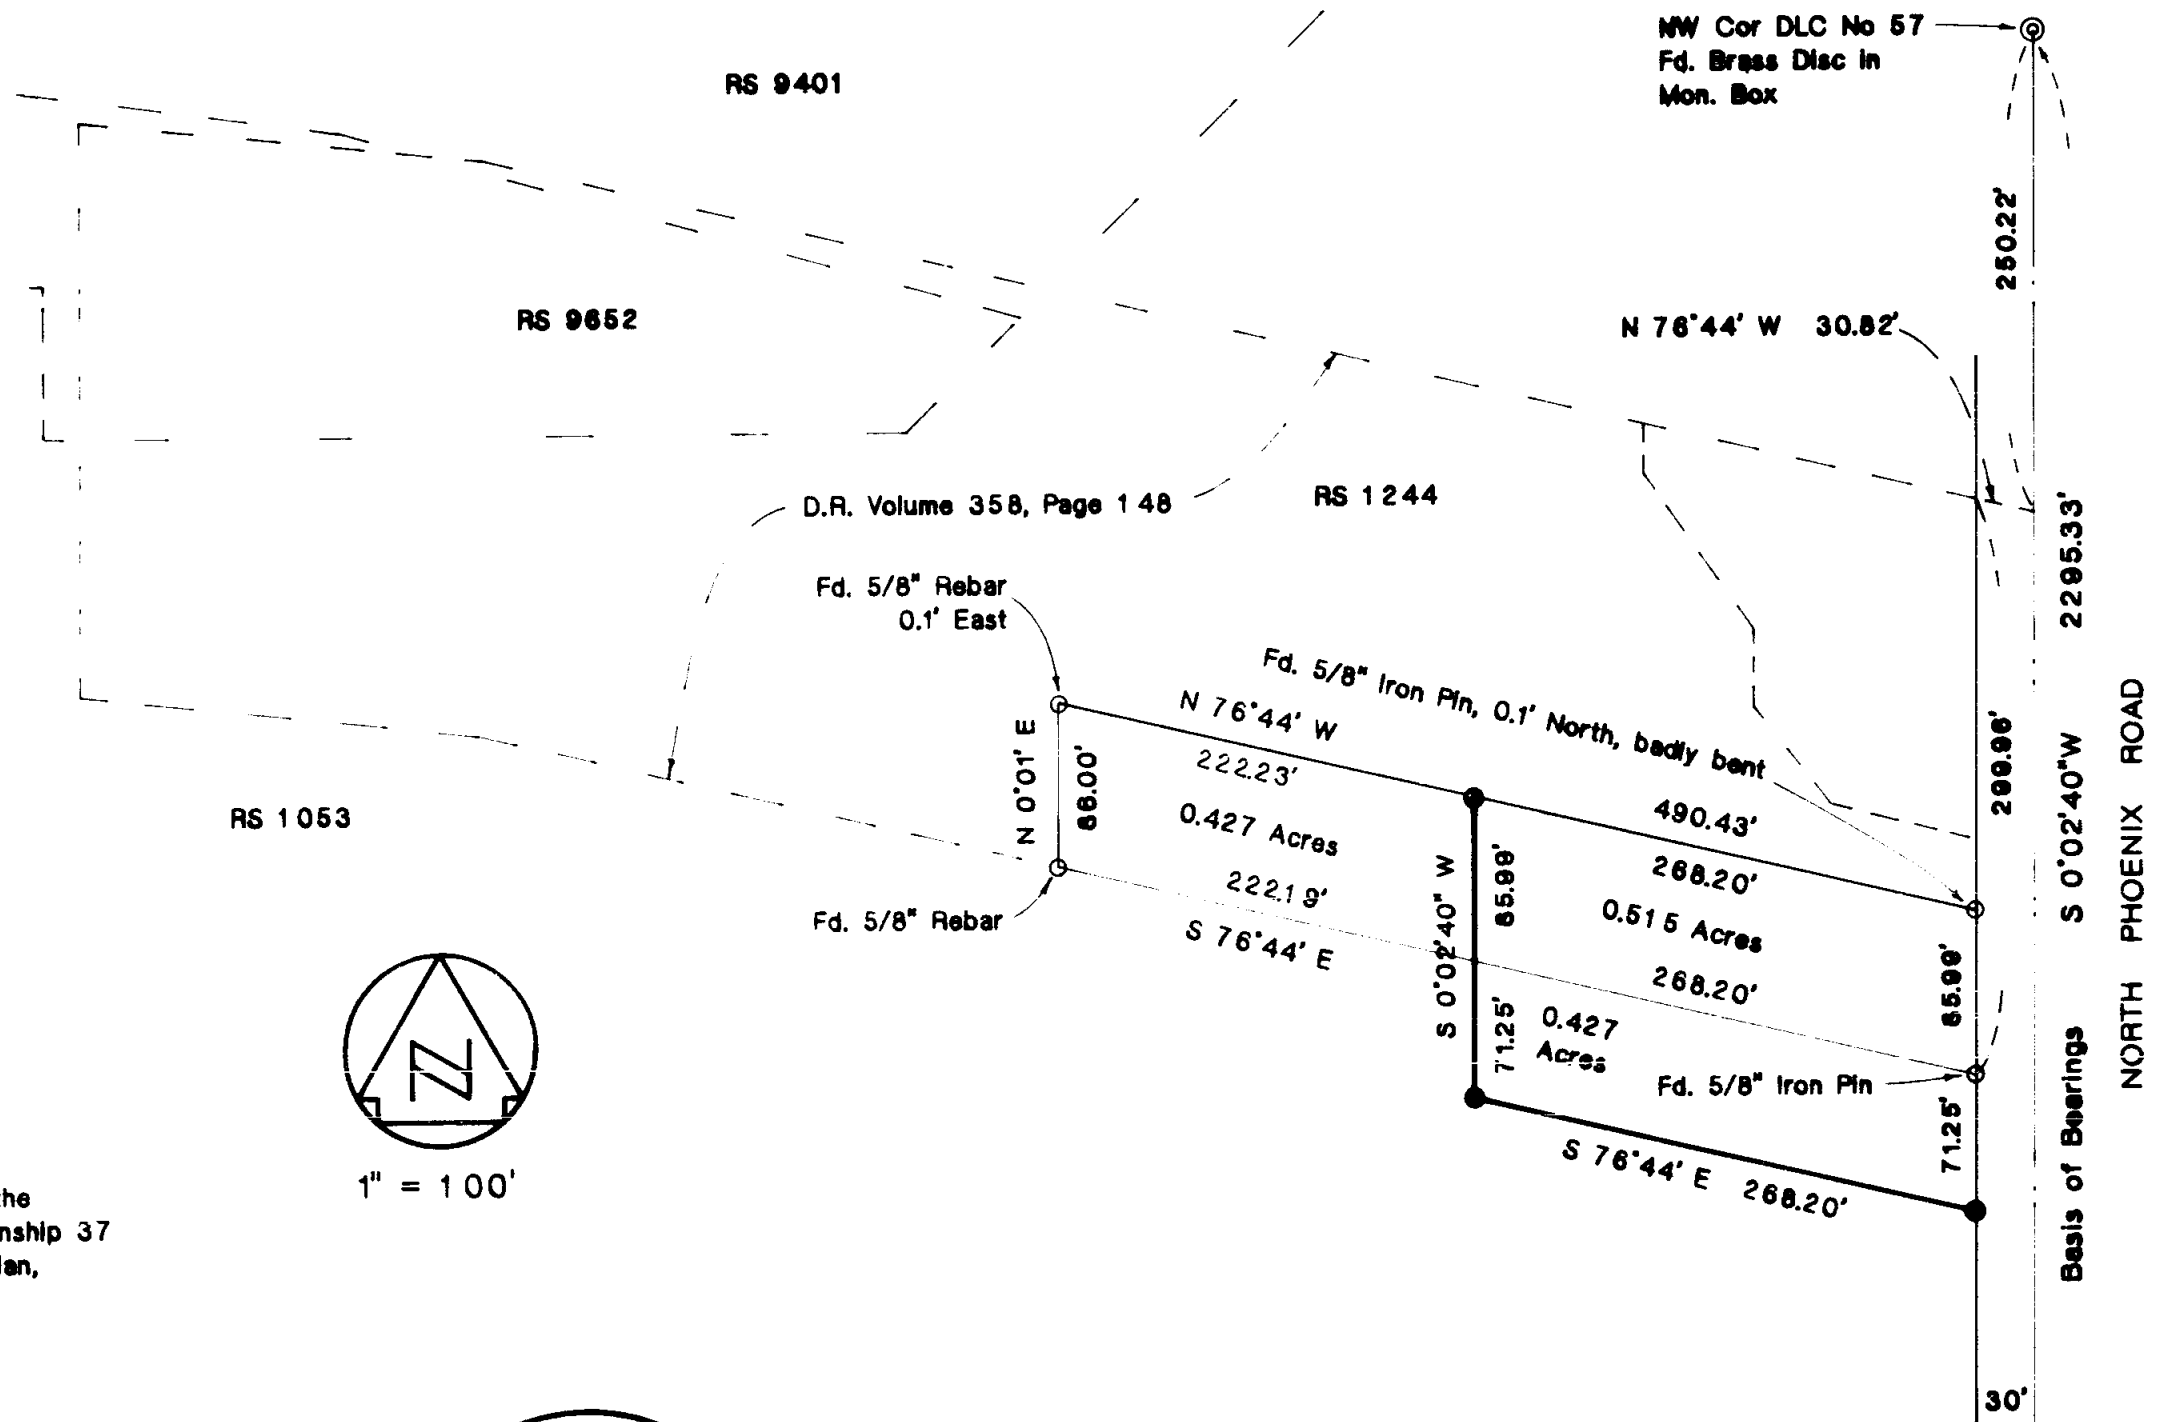 NW Cor DLC No 57
Fd. Brass Disc in
Mon. Box
RS 9401
250.22'
RS 9652
N 76°44' W 30.82'
D.R. Volume 358, Page 148
RS 1244
2295.33'
Fd. 5/8" Rebar
0.1' East
Fd. 5/8" Iron Pin, 0.1' North, badly bent
N 76°44' W
222.23'
490.43'
299.96'
S 0°02'40"W
NORTH PHOENIX ROAD
N 0°01' E
86.00'
RS 1053
0.427 Acres
268.20'
222.19'
S 76°44' E
Fd. 5/8" Rebar
S 0°02'40" W
85.99'
0.515 Acres
268.20'
85.99'
71.25'
0.427
Acres
Fd. 5/8" Iron Pin
71.25'
Basis of Bearings
S 76°44' E 268.20'
N
1" = 100'
the
nship 37
ian,
30'